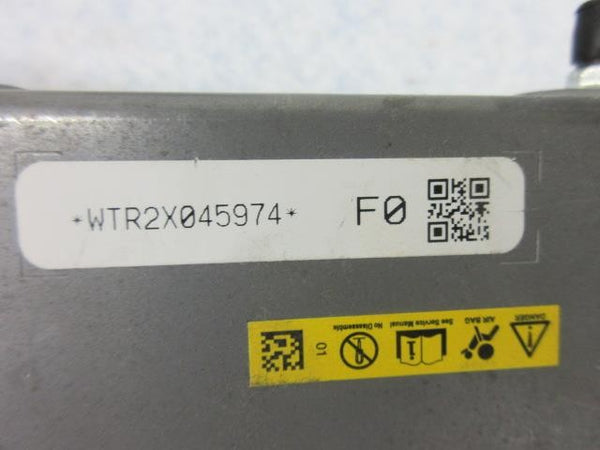 *WTR2X045974* F0
DANGER
AIR BAG
See Service Manual
No Disassemble
01